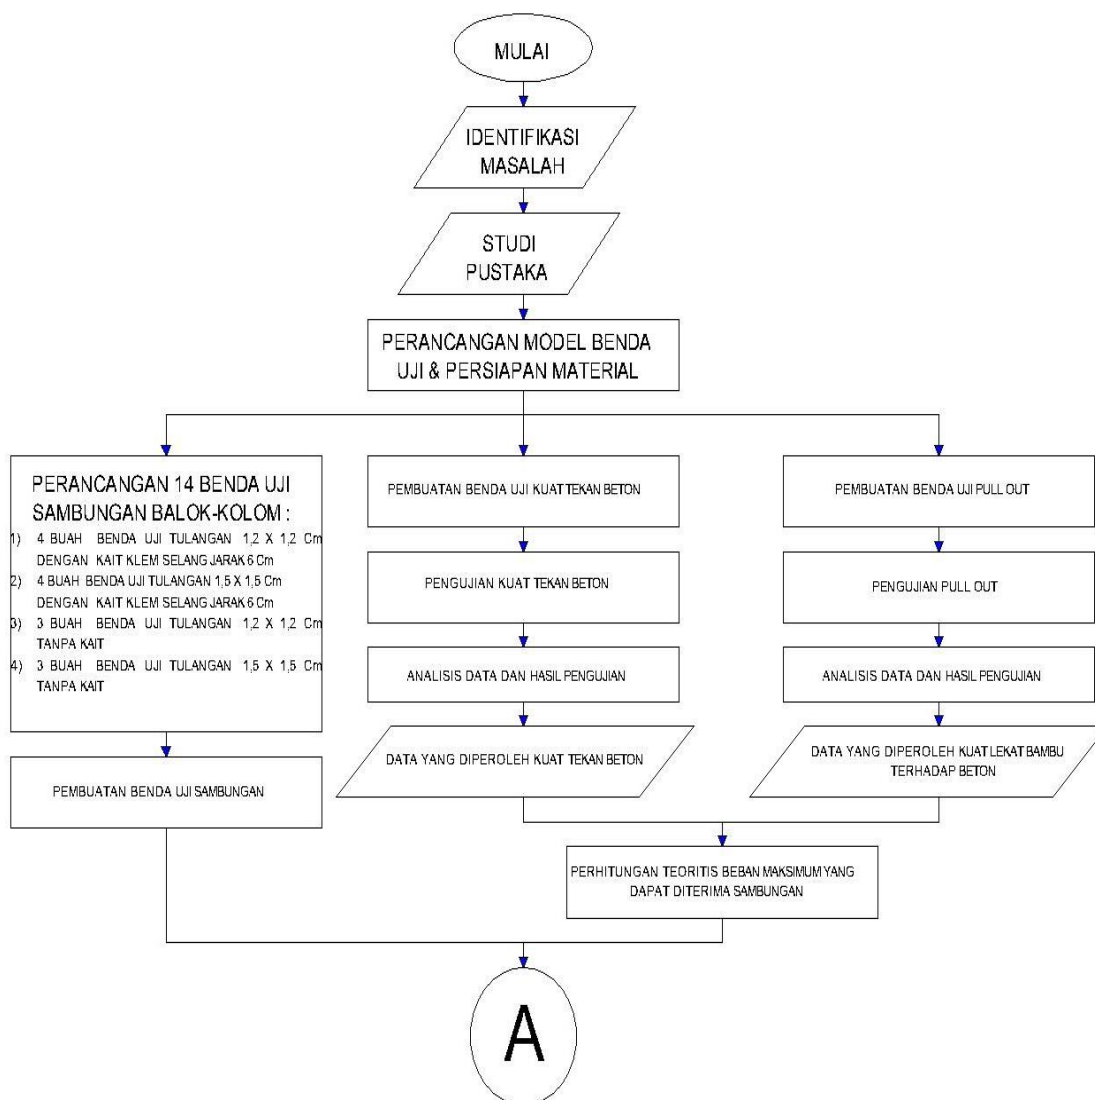 MULAI
IDENTIFIKASI
MASALAH
STUDI
PUSTAKA
PERANCANGAN MODEL BENDA
UJI & PERSIAPAN MATERIAL
PERANCANGAN 14 BENDA UJI
SAMBUNGAN BALOK-KOLOM :
1) 4 BUAH BENDA UJI TULANGAN 1,2 X 1,2 Cm
DENGAN KAIT KLEM SELANG JARAK 6 Cm
2) 4 BUAH BENDA UJI TULANGAN 1,5 X 1,5 Cm
DENGAN KAIT KLEM SELANG JARAK 6 Cm
3) 3 BUAH BENDA UJI TULANGAN 1,2 X 1,2 Cm
TANPA KAIT
4) 3 BUAH BENDA UJI TULANGAN 1,5 X 1,5 Cm
TANPA KAIT
PEMBUATAN BENDA UJI SAMBUNGAN
PEMBUATAN BENDA UJI KUAT TEKAN BETON
PENGUJIAN KUAT TEKAN BETON
ANALISIS DATA DAN HASIL PENGUJIAN
DATA YANG DIPEROLEH KUAT TEKAN BETON
PEMBUATAN BENDA UJI PULL OUT
PENGUJIAN PULL OUT
ANALISIS DATA DAN HASIL PENGUJIAN
DATA YANG DIPEROLEH KUAT LEKAT BAMBU
TERHADAP BETON
PERHITUNGAN TEORITIS BEBAN MAKSIMUM YANG
DAPAT DITERIMA SAMBUNGAN
A